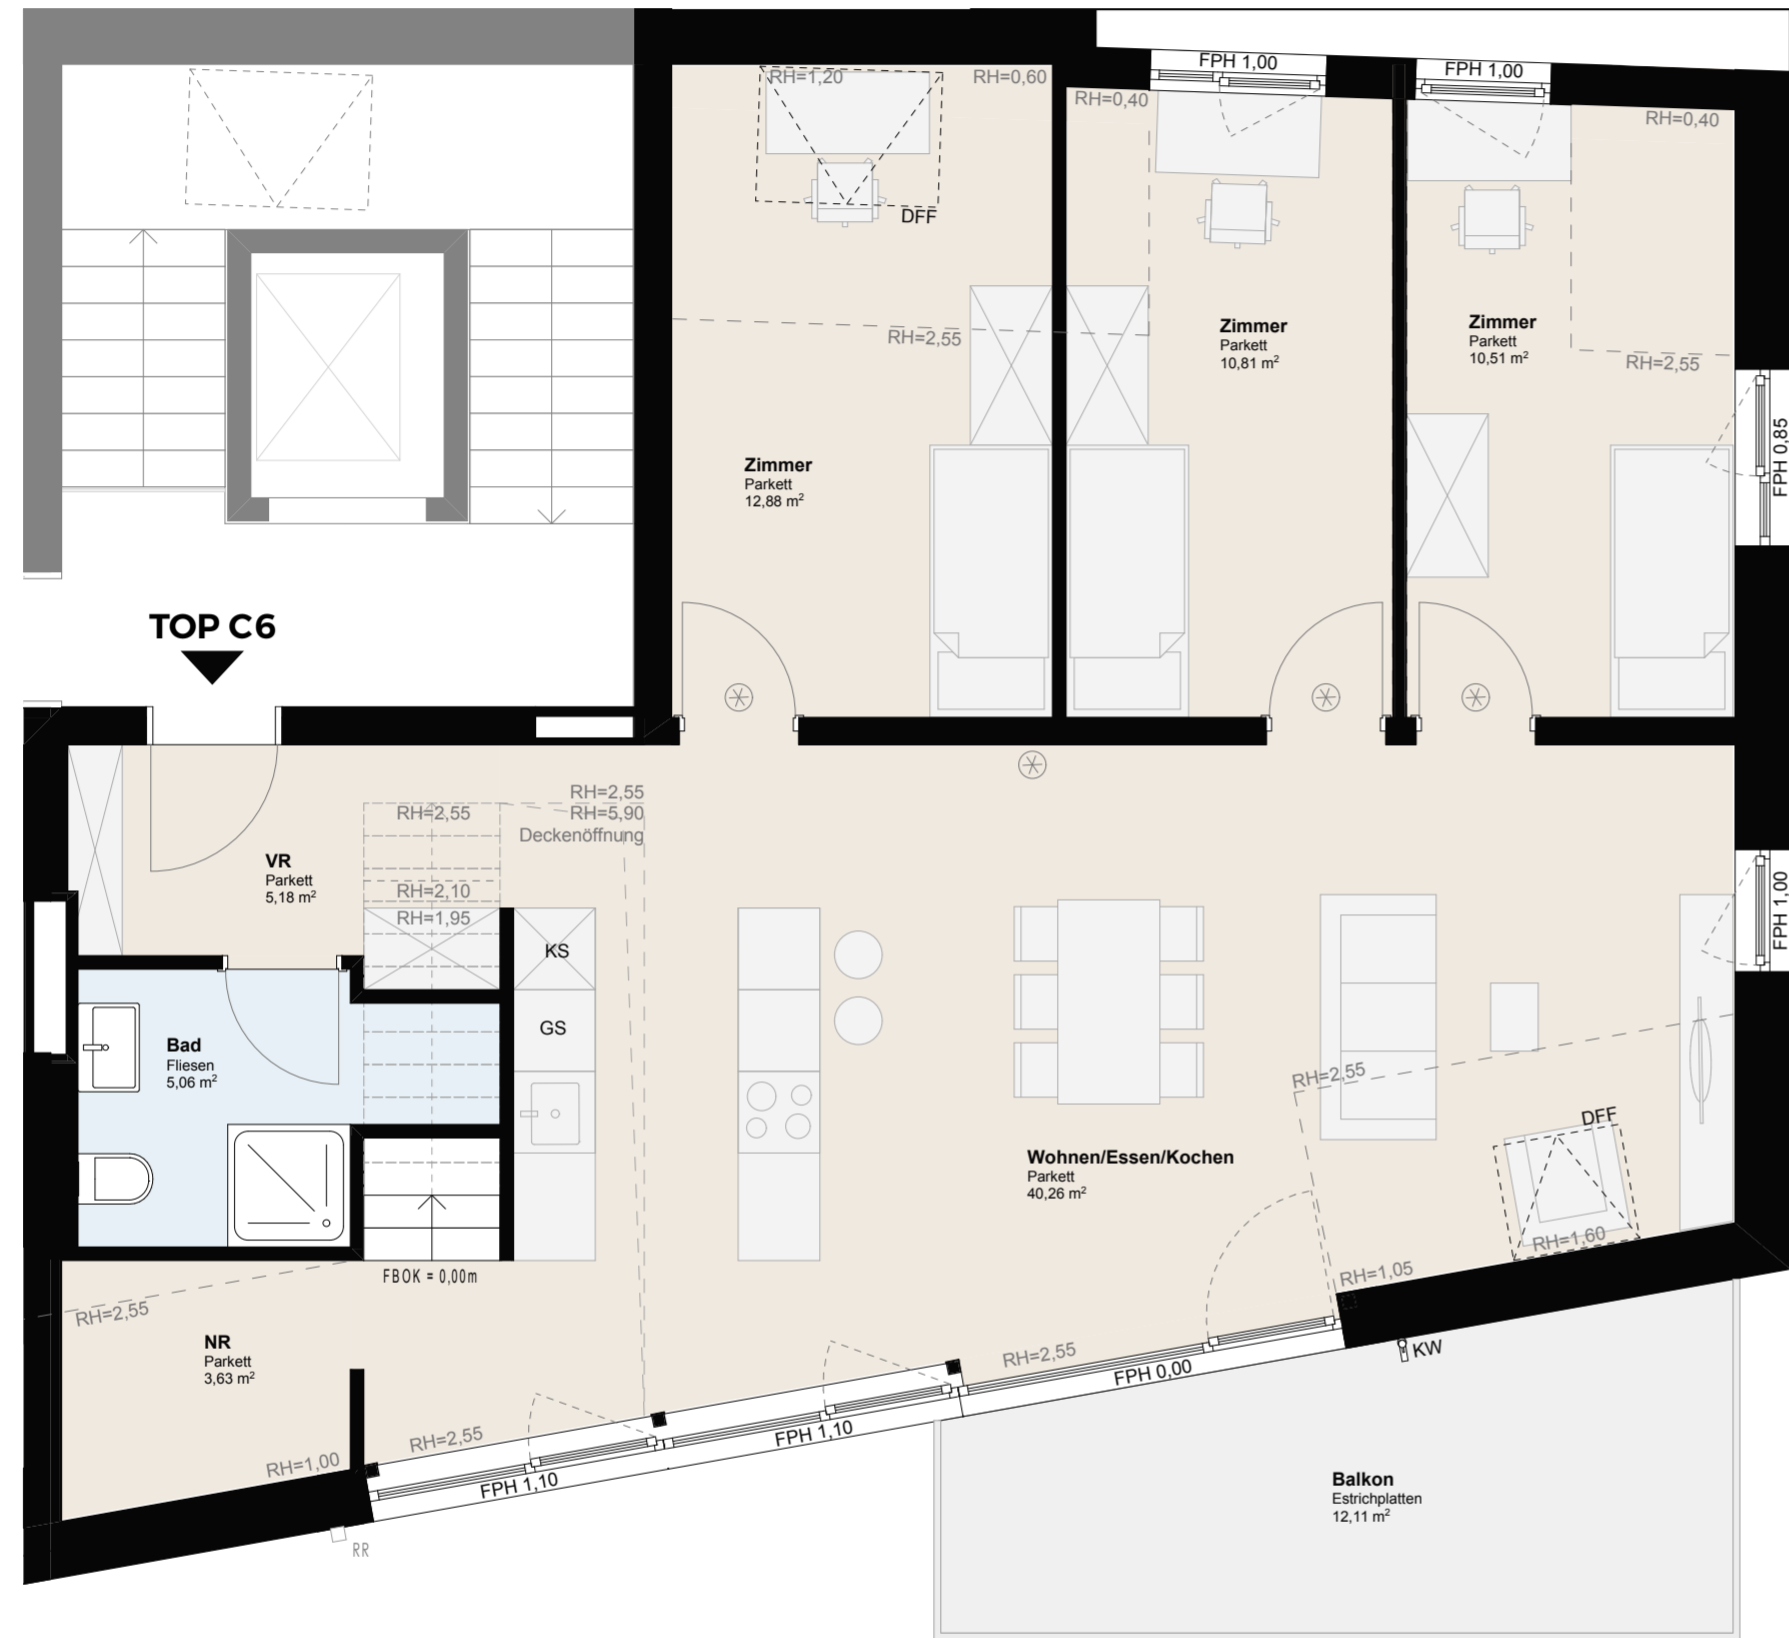 FPH 1,00
FPH 1,00
RH=1,20
RH=0,60
RH=0,40
RH=0,40
DFF
RH=2,55
Zimmer
Parkett
10,81 m²
Zimmer
Parkett
10,51 m²
RH=2,55
FPH 0,85
Zimmer
Parkett
12,88 m²
TOP C6
RH=2,55
RH=5,90
Deckenöffnung
RH=2,55
VR
Parkett
5,18 m²
RH=2,10
RH=1,95
KS
GS
FPH 1,00
Bad
Fliesen
5,06 m²
RH=2,55
DFF
Wohnen/Essen/Kochen
Parkett
40,26 m²
RH=1,60
RH=1,05
FBOK = 0,00m
RH=2,55
NR
Parkett
3,63 m²
RH=2,55
KW
FPH 0,00
RH=2,55
FPH 1,10
RH=1,00
FPH 1,10
Balkon
Estrichplatten
12,11 m²
RR